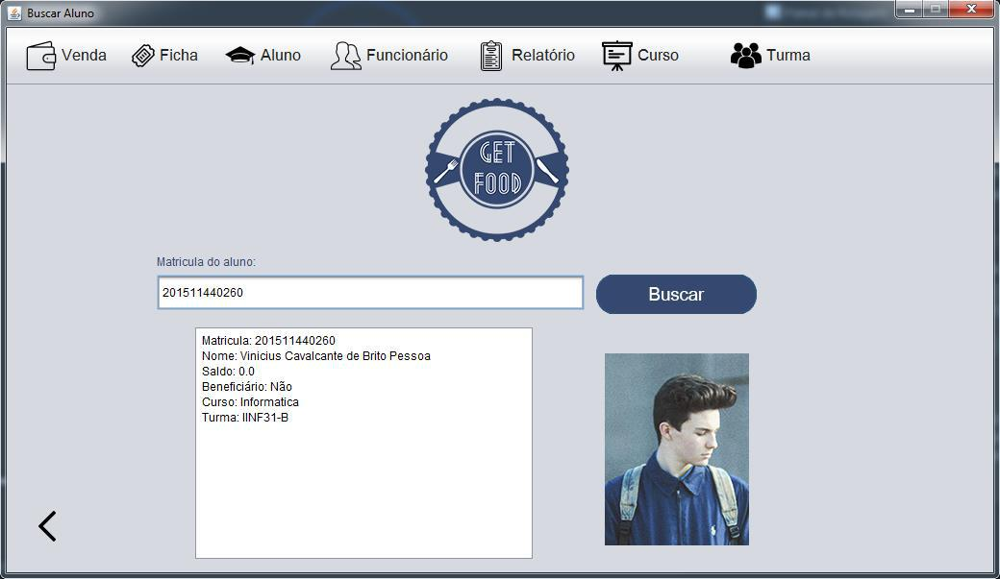 Buscar Aluno
Venda Ficha Aluno Funcionário Relatório Curso Turma
GET
FOOD
Matricula do aluno:
201511440260
Buscar
Matricula: 201511440260
Nome: Vinicius Cavalcante de Brito Pessoa
Saldo: 0.0
Beneficiário: Não
Curso: Informatica
Turma: IINF31-B